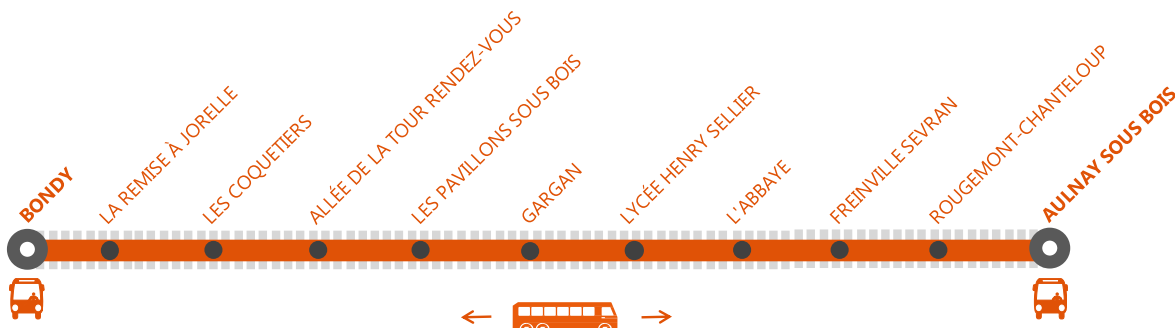 BONDY
LA REMISE À JORELLE
LES COQUETIERS
ALLÉE DE LA TOUR RENDEZ-VOUS
LES PAVILLONS SOUS BOIS
GARGAN
LYCÉE HENRY SELLIER
L'ABBAYE
FREINVILLE SEVRAN
ROUGEMONT-CHANTELOUP
AULNAY SOUS BOIS